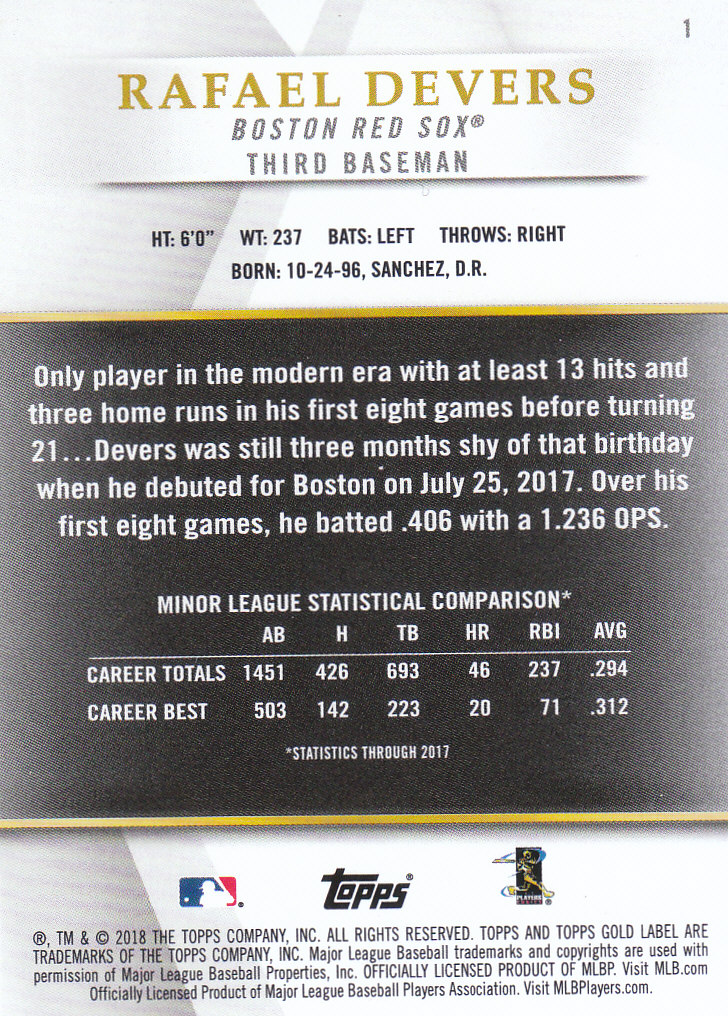 1
RAFAEL DEVERS
BOSTON RED SOX®
THIRD BASEMAN
HT: 6'0" WT: 237 BATS: LEFT THROWS: RIGHT
BORN: 10-24-96, SANCHEZ, D.R.
Only player in the modern era with at least 13 hits and
three home runs in his first eight games before turning
21...Devers was still three months shy of that birthday
when he debuted for Boston on July 25, 2017. Over his
first eight games, he batted .406 with a 1.236 OPS.
MINOR LEAGUE STATISTICAL COMPARISON*
AB H TB HR RBI AVG
CAREER TOTALS 1451 426 693 46 237 .294
CAREER BEST 503 142 223 20 71 .312
*STATISTICS THROUGH 2017
TOPPS®
PLAYERS
®, TM & © 2018 THE TOPPS COMPANY, INC. ALL RIGHTS RESERVED. TOPPS AND TOPPS GOLD LABEL ARE
TRADEMARKS OF THE TOPPS COMPANY, INC. Major League Baseball trademarks and copyrights are used with
permission of Major League Baseball Properties, Inc. OFFICIALLY LICENSED PRODUCT OF MLBP. Visit MLB.com
Officially Licensed Product of Major League Baseball Players Association. Visit MLBPlayers.com.